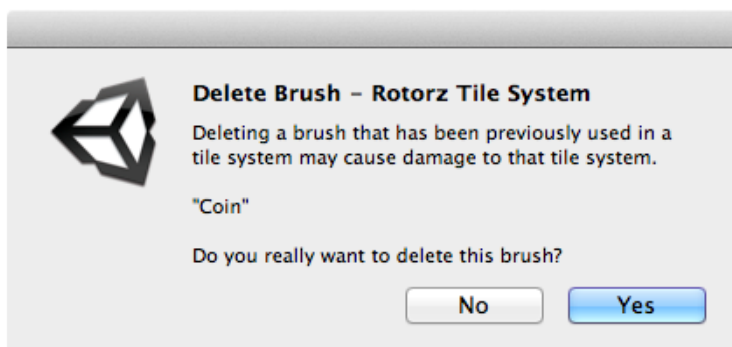 Delete Brush – Rotorz Tile System
Deleting a brush that has been previously used in a
tile system may cause damage to that tile system.
"Coin"
Do you really want to delete this brush?
No
Yes